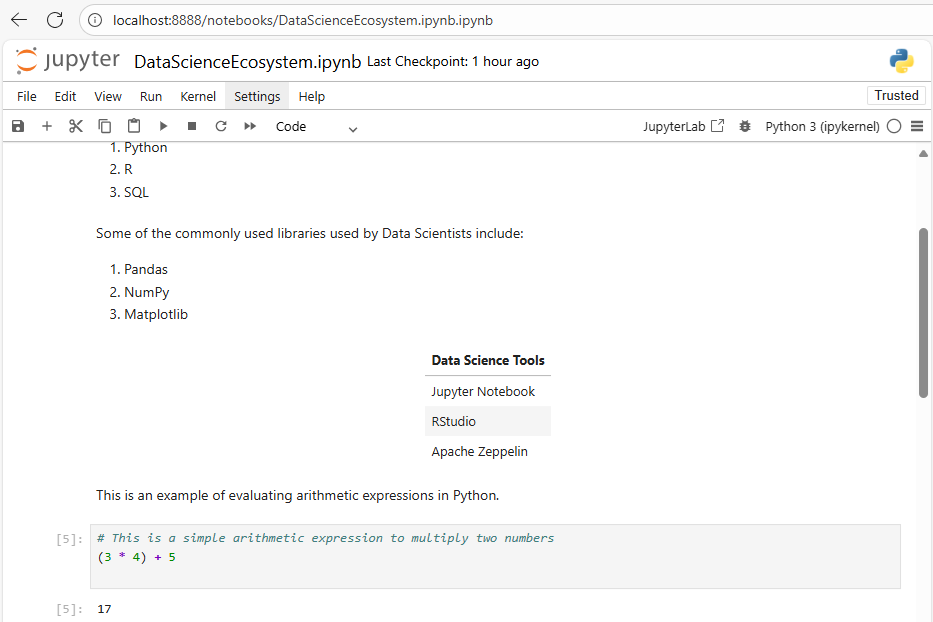 localhost:8888/notebooks/DataScienceEcosystem.ipynb.ipynb
jupyter DataScienceEcosystem.ipynb Last Checkpoint: 1 hour ago
File Edit View Run Kernel Settings Help Trusted
Code JupyterLab Python 3 (ipykernel)
1. Python
2. R
3. SQL
Some of the commonly used libraries used by Data Scientists include:
1. Pandas
2. NumPy
3. Matplotlib
Data Science Tools
Jupyter Notebook
RStudio
Apache Zeppelin
This is an example of evaluating arithmetic expressions in Python.
[5]: # This is a simple arithmetic expression to multiply two numbers
(3 * 4) + 5
[5]: 17